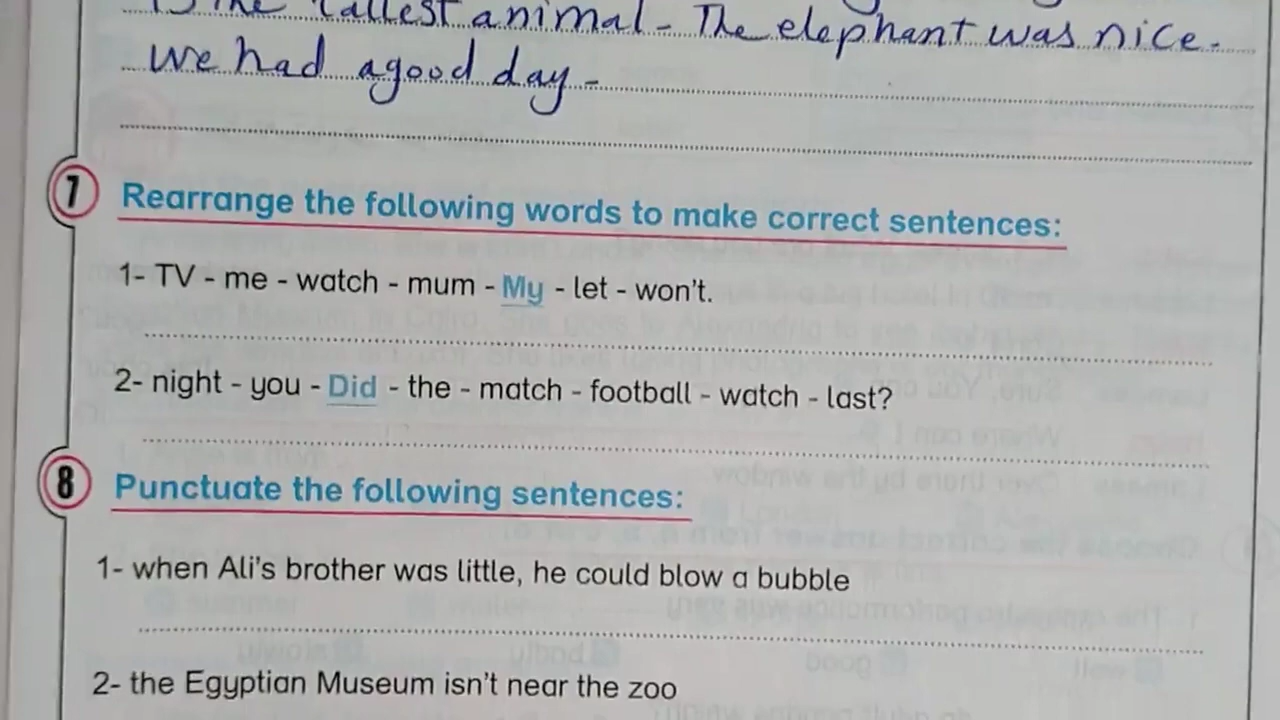 is the tallest animal - The elephant was nice.
we had a good day -
7 Rearrange the following words to make correct sentences:
1- TV - me - watch - mum - My - let - won't.
2- night - you - Did - the - match - football - watch - last?
8 Punctuate the following sentences:
1- when Ali's brother was little, he could blow a bubble
2- the Egyptian Museum isn't near the zoo